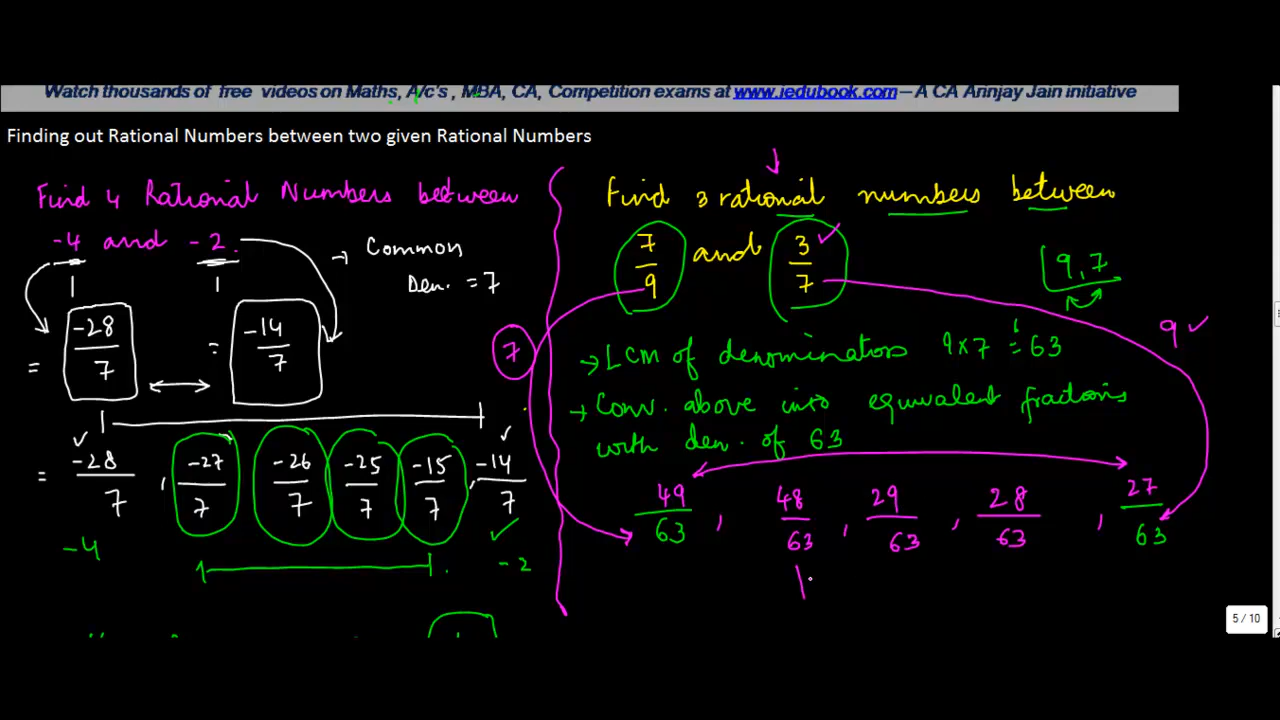 Watch thousands of free videos on Maths, A/c's , MBA, CA, Competition exams at www.iedubook.com – A CA Annjay Jain initiative
Finding out Rational Numbers between two given Rational Numbers
Find 4 Rational Numbers between
-4 and -2.
1 1
→ Common
Den. = 7
= -28/7 = -14/7
= -28/7 , -27/7 -26/7 -25/7 -15/7 , -14/7
-4 -2
Find 3 rational numbers between
7/9 and 3/7
9, 7
7
9
→ LCM of denominators 9 x 7 = 63
→ Conv. above into equivalent fractions
with den. of 63
49/63 , 48/63 , 29/63 , 28/63 , 27/63
5 / 10